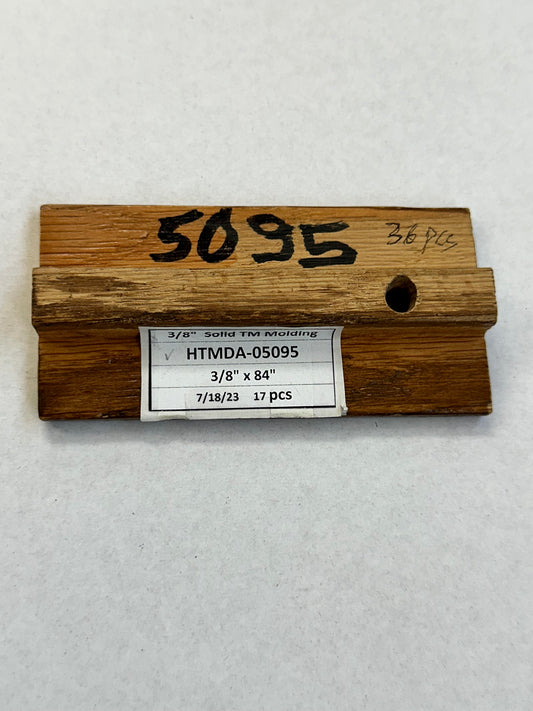 5095 36 pcs
3/8" Solid TM Molding
✓ HTMDA-05095
3/8" x 84"
7/18/23 17 pcs